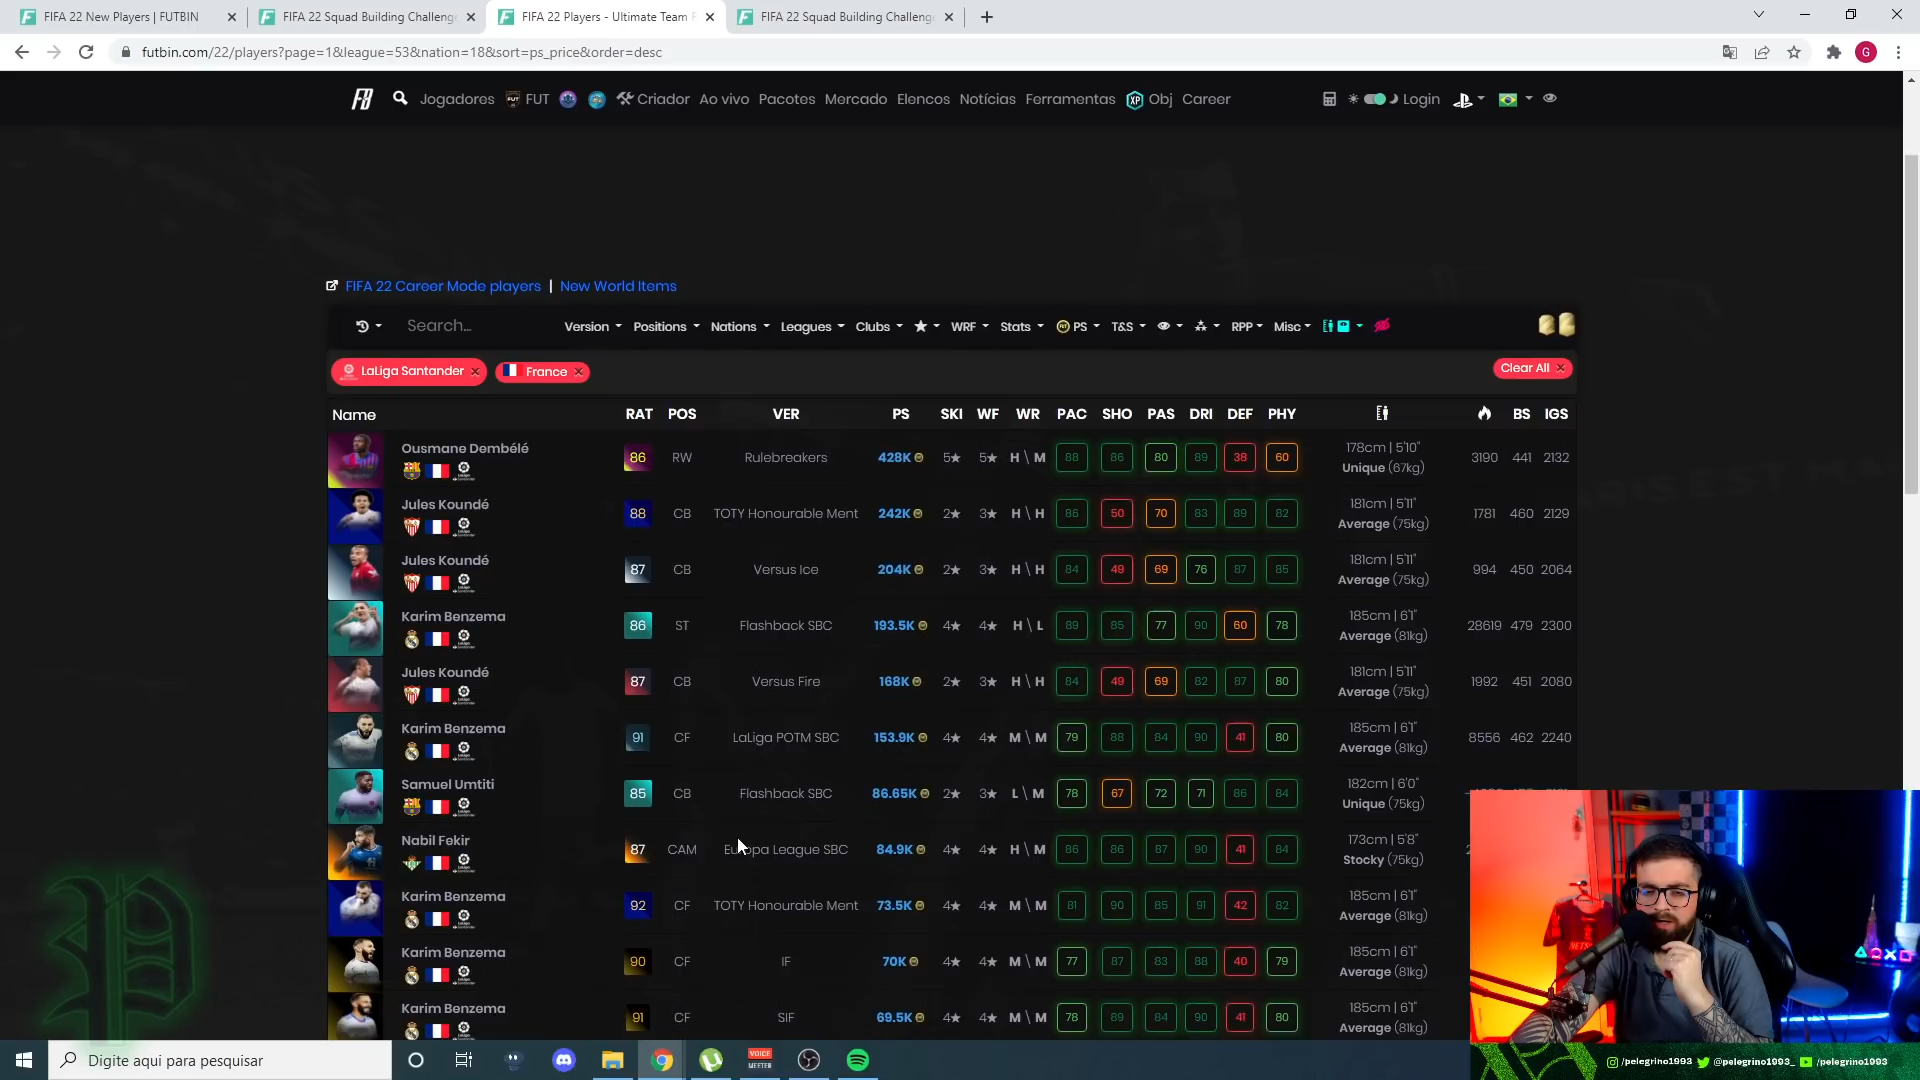 FIFA 22 New Players | FUTBIN
FIFA 22 Squad Building Challenge
FIFA 22 Players - Ultimate Team F
FIFA 22 Squad Building Challeng
futbin.com/22/players?page=1&league=53&nation=18&sort=ps_price&order=desc
G
Jogadores FUT Criador Ao vivo Pacotes Mercado Elencos Notícias Ferramentas XP Obj Career Login
FIFA 22 Career Mode players | New World Items
Search... Version Positions Nations Leagues Clubs WRF Stats PS T&S RPP Misc
LaLiga Santander × France × Clear All ×
Name RAT POS VER PS SKI WF WR PAC SHO PAS DRI DEF PHY BS IGS
Ousmane Dembélé 86 RW Rulebreakers 428K 5★ 5★ H \ M 88 86 80 89 38 60 178cm | 5'10" Unique (67kg) 3190 441 2132
Jules Koundé 88 CB TOTY Honourable Ment 242K 2★ 3★ H \ H 86 50 70 83 89 82 181cm | 5'11" Average (75kg) 1781 460 2129
Jules Koundé 87 CB Versus Ice 204K 2★ 3★ H \ H 84 49 69 76 87 85 181cm | 5'11" Average (75kg) 994 450 2064
Karim Benzema 86 ST Flashback SBC 193.5K 4★ 4★ H \ L 89 85 77 90 60 78 185cm | 6'1" Average (81kg) 28619 479 2300
Jules Koundé 87 CB Versus Fire 168K 2★ 3★ H \ H 84 49 69 82 87 80 181cm | 5'11" Average (75kg) 1992 451 2080
Karim Benzema 91 CF LaLiga POTM SBC 153.9K 4★ 4★ M \ M 79 88 84 90 41 80 185cm | 6'1" Average (81kg) 8556 462 2240
Samuel Umtiti 85 CB Flashback SBC 86.65K 2★ 3★ L \ M 78 67 72 71 86 84 182cm | 6'0" Unique (75kg)
Nabil Fekir 87 CAM Europa League SBC 84.9K 4★ 4★ H \ M 86 86 87 90 41 84 173cm | 5'8" Stocky (75kg)
Karim Benzema 92 CF TOTY Honourable Ment 73.5K 4★ 4★ M \ M 81 90 85 91 42 82 185cm | 6'1" Average (81kg)
Karim Benzema 90 CF IF 70K 4★ 4★ M \ M 77 87 83 88 40 79 185cm | 6'1" Average (81kg)
Karim Benzema 91 CF SIF 69.5K 4★ 4★ M \ M 78 89 84 90 41 80 185cm | 6'1" Average (81kg)
P
Digite aqui para pesquisar
VOICE MEETER
/pelegrino1993 @pelegrino1993_ /pelegrino1993